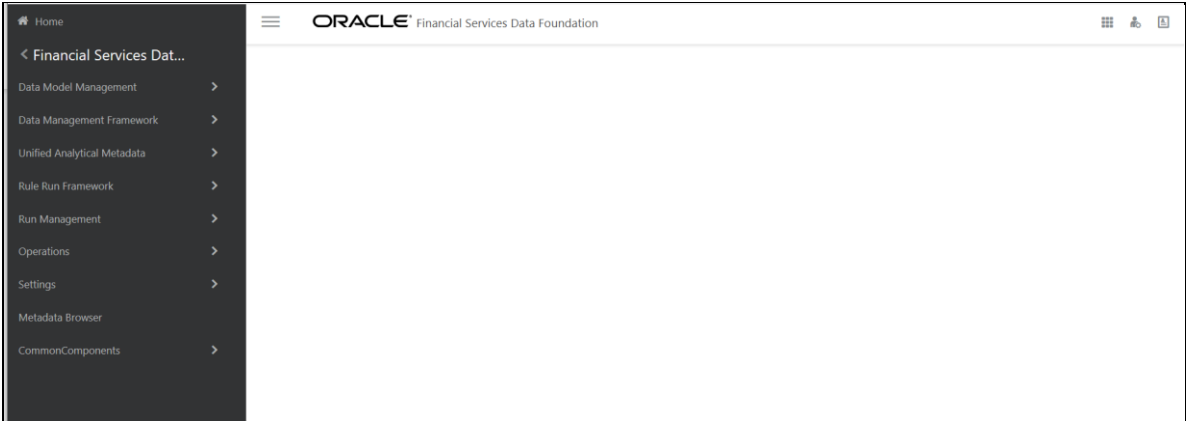 Home
Financial Services Dat...
Data Model Management
Data Management Framework
Unified Analytical Metadata
Rule Run Framework
Run Management
Operations
Settings
Metadata Browser
CommonComponents
ORACLE® Financial Services Data Foundation